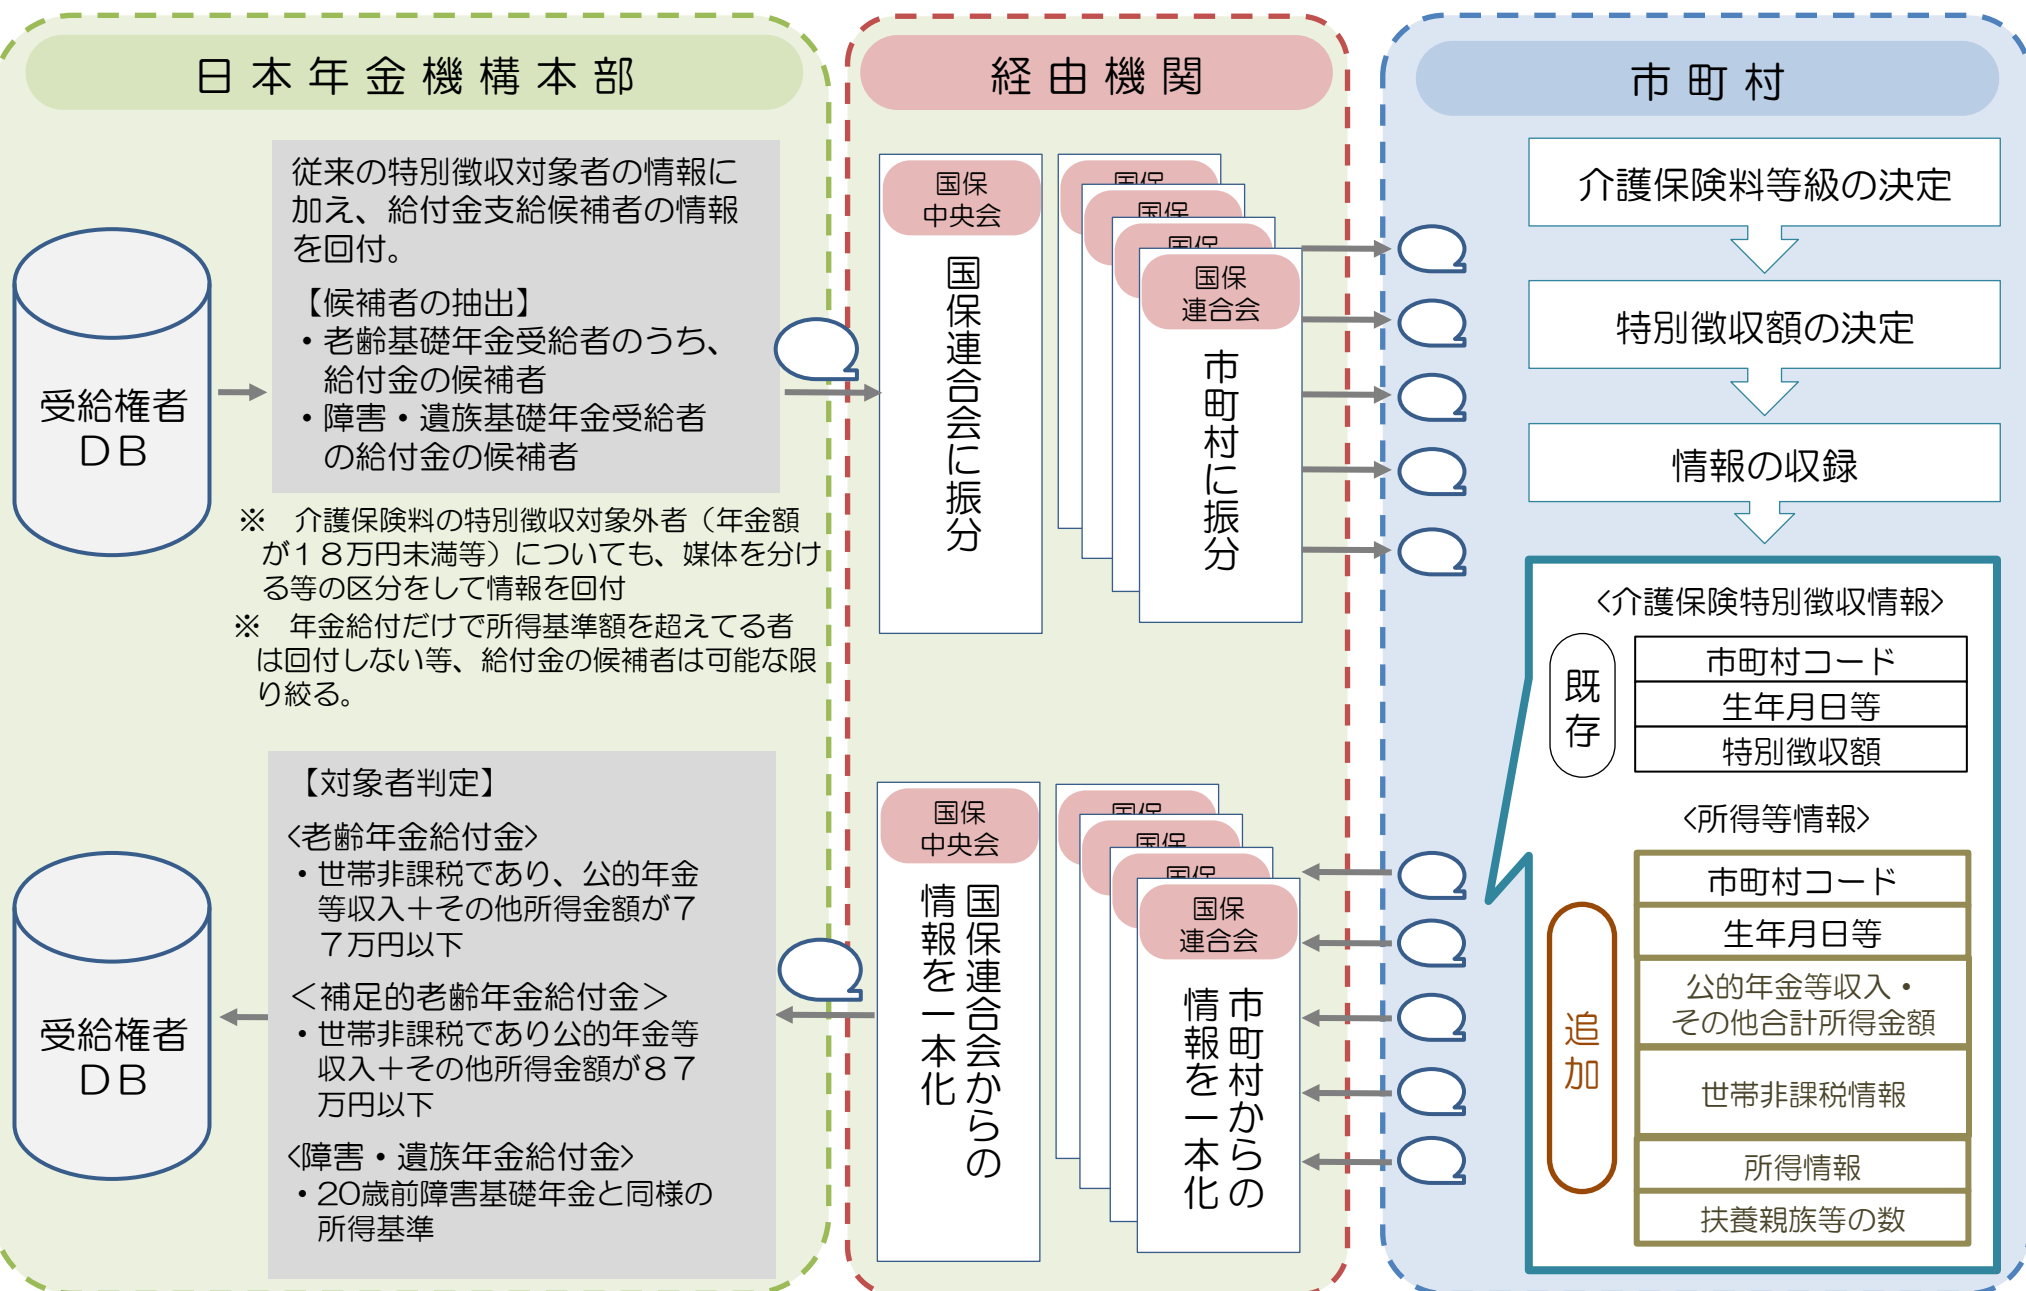 日本年金機構本部
受給権者
ＤＢ
従来の特別徴収対象者の情報に
加え、給付金支給候補者の情報
を回付。
【候補者の抽出】
・老齢基礎年金受給者のうち、
給付金の候補者
・障害・遺族基礎年金受給者
の給付金の候補者
※　介護保険料の特別徴収対象外者（年金額
が１８万円未満等）についても、媒体を分け
る等の区分をして情報を回付
※　年金給付だけで所得基準額を超えてる者
は回付しない等、給付金の候補者は可能な限
り絞る。
受給権者
ＤＢ
【対象者判定】
<老齢年金給付金>
・世帯非課税であり、公的年金
等収入＋その他所得金額が７
７万円以下
＜補足的老齢年金給付金＞
・世帯非課税であり公的年金等
収入＋その他所得金額が８７
万円以下
<障害・遺族年金給付金>
・20歳前障害基礎年金と同様の
所得基準
経由機関
国保
中央会
国保連合会に振分
国保
国保
国保
国保
連合会
市町村に振分
国保
中央会
国保連合会からの
情報を一本化
国保
国保
国保
国保
連合会
市町村からの
情報を一本化
市町村
介護保険料等級の決定
特別徴収額の決定
情報の収録
<介護保険特別徴収情報>
既存
市町村コード
生年月日等
特別徴収額
<所得等情報>
追加
市町村コード
生年月日等
公的年金等収入・
その他合計所得金額
世帯非課税情報
所得情報
扶養親族等の数